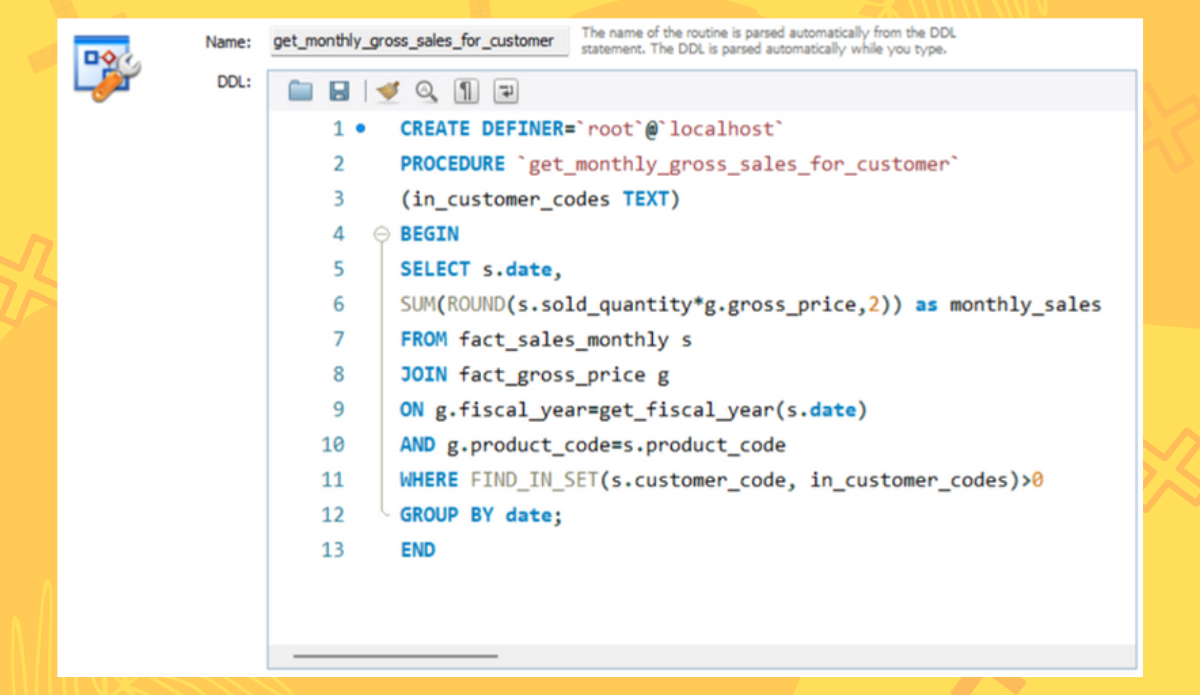 Name: get_monthly_gross_sales_for_customer
The name of the routine is parsed automatically from the DDL
statement. The DDL is parsed automatically while you type.
DDL:
1 CREATE DEFINER=`root`@`localhost`
2 PROCEDURE `get_monthly_gross_sales_for_customer`
3 (in_customer_codes TEXT)
4 BEGIN
5 SELECT s.date,
6 SUM(ROUND(s.sold_quantity*g.gross_price,2)) as monthly_sales
7 FROM fact_sales_monthly s
8 JOIN fact_gross_price g
9 ON g.fiscal_year=get_fiscal_year(s.date)
10 AND g.product_code=s.product_code
11 WHERE FIND_IN_SET(s.customer_code, in_customer_codes)>0
12 GROUP BY date;
13 END